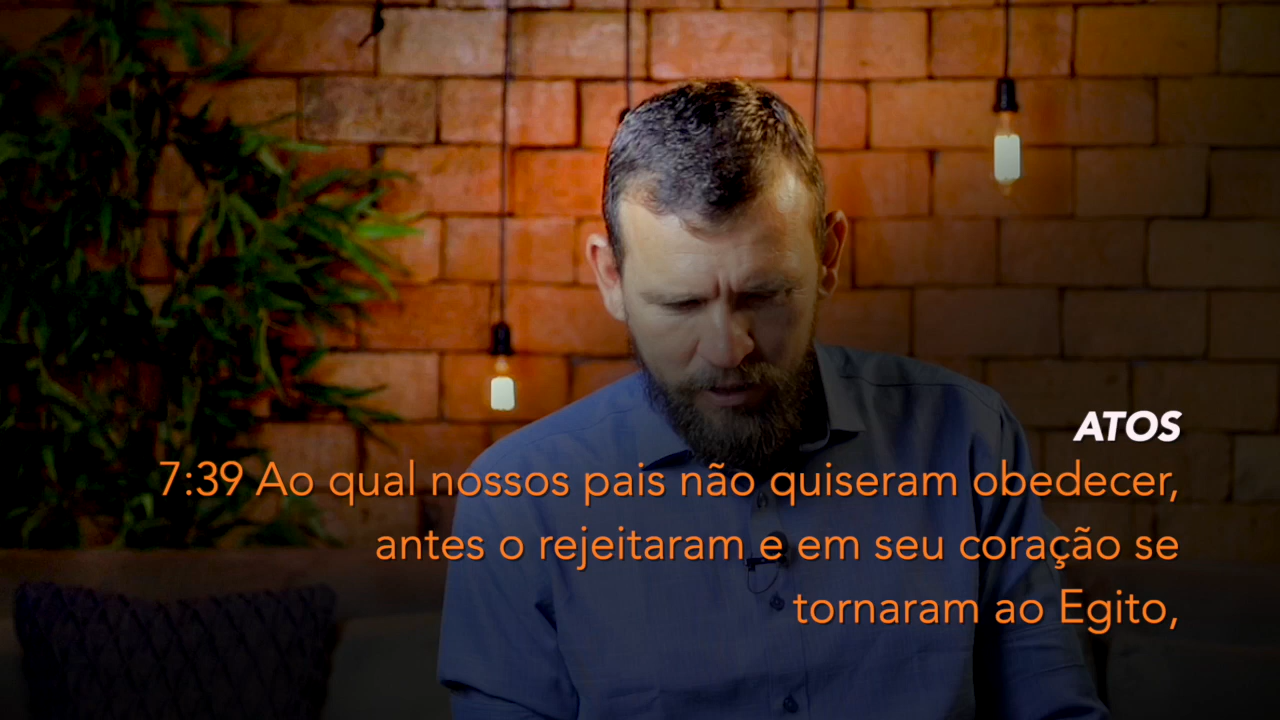 ATOS
7:39 Ao qual nossos pais não quiseram obedecer,
antes o rejeitaram e em seu coração se
tornaram ao Egito,